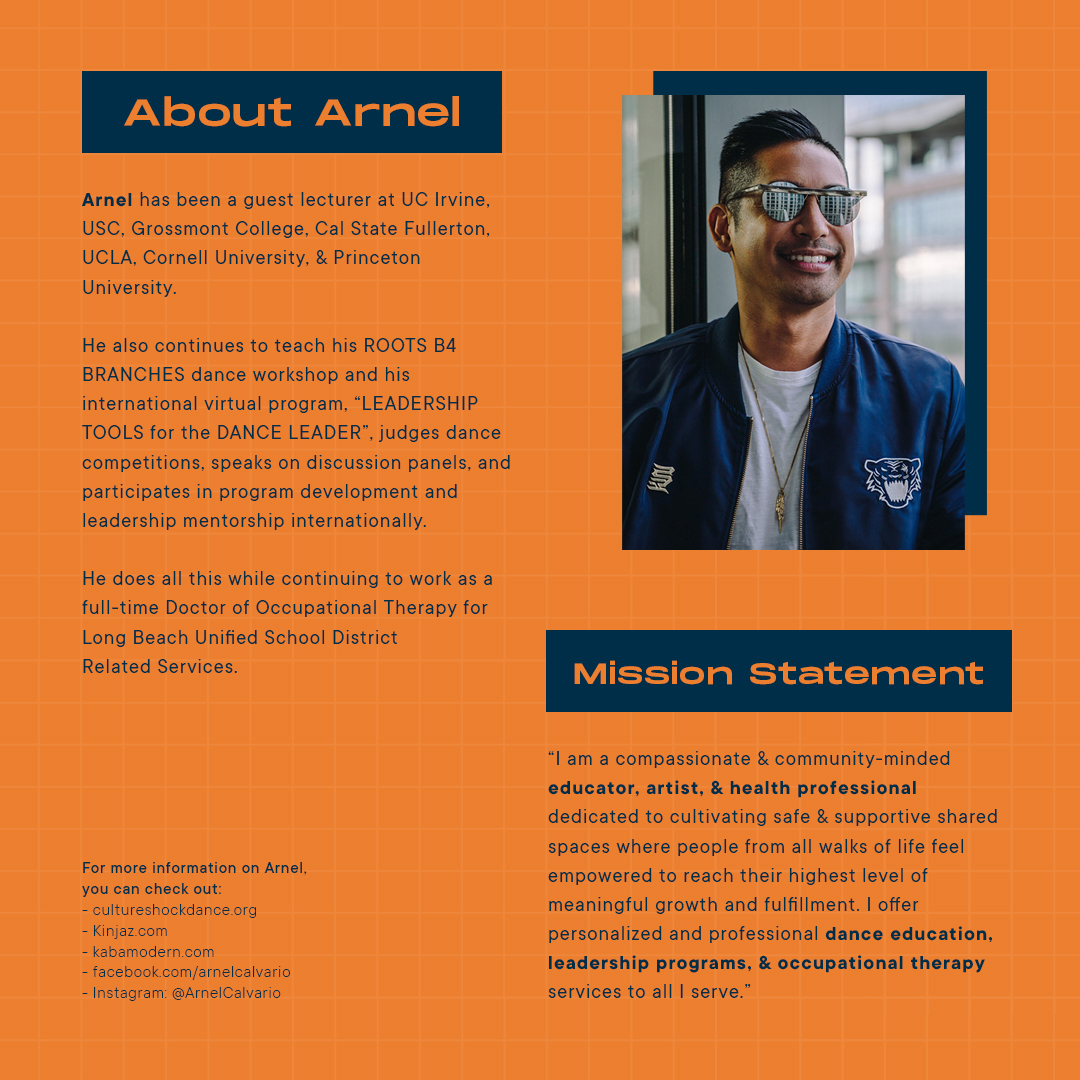 About Arnel
Arnel has been a guest lecturer at UC Irvine,
USC, Grossmont College, Cal State Fullerton,
UCLA, Cornell University, & Princeton
University.
He also continues to teach his ROOTS B4
BRANCHES dance workshop and his
international virtual program, “LEADERSHIP
TOOLS for the DANCE LEADER”, judges dance
competitions, speaks on discussion panels, and
participates in program development and
leadership mentorship internationally.
He does all this while continuing to work as a
full-time Doctor of Occupational Therapy for
Long Beach Unified School District
Related Services.
For more information on Arnel,
you can check out:
- cultureshockdance.org
- Kinjaz.com
- kabamodern.com
- facebook.com/arnelcalvario
- Instagram: @ArnelCalvario
Mission Statement
“I am a compassionate & community-minded
educator, artist, & health professional
dedicated to cultivating safe & supportive shared
spaces where people from all walks of life feel
empowered to reach their highest level of
meaningful growth and fulfillment. I offer
personalized and professional dance education,
leadership programs, & occupational therapy
services to all I serve.”